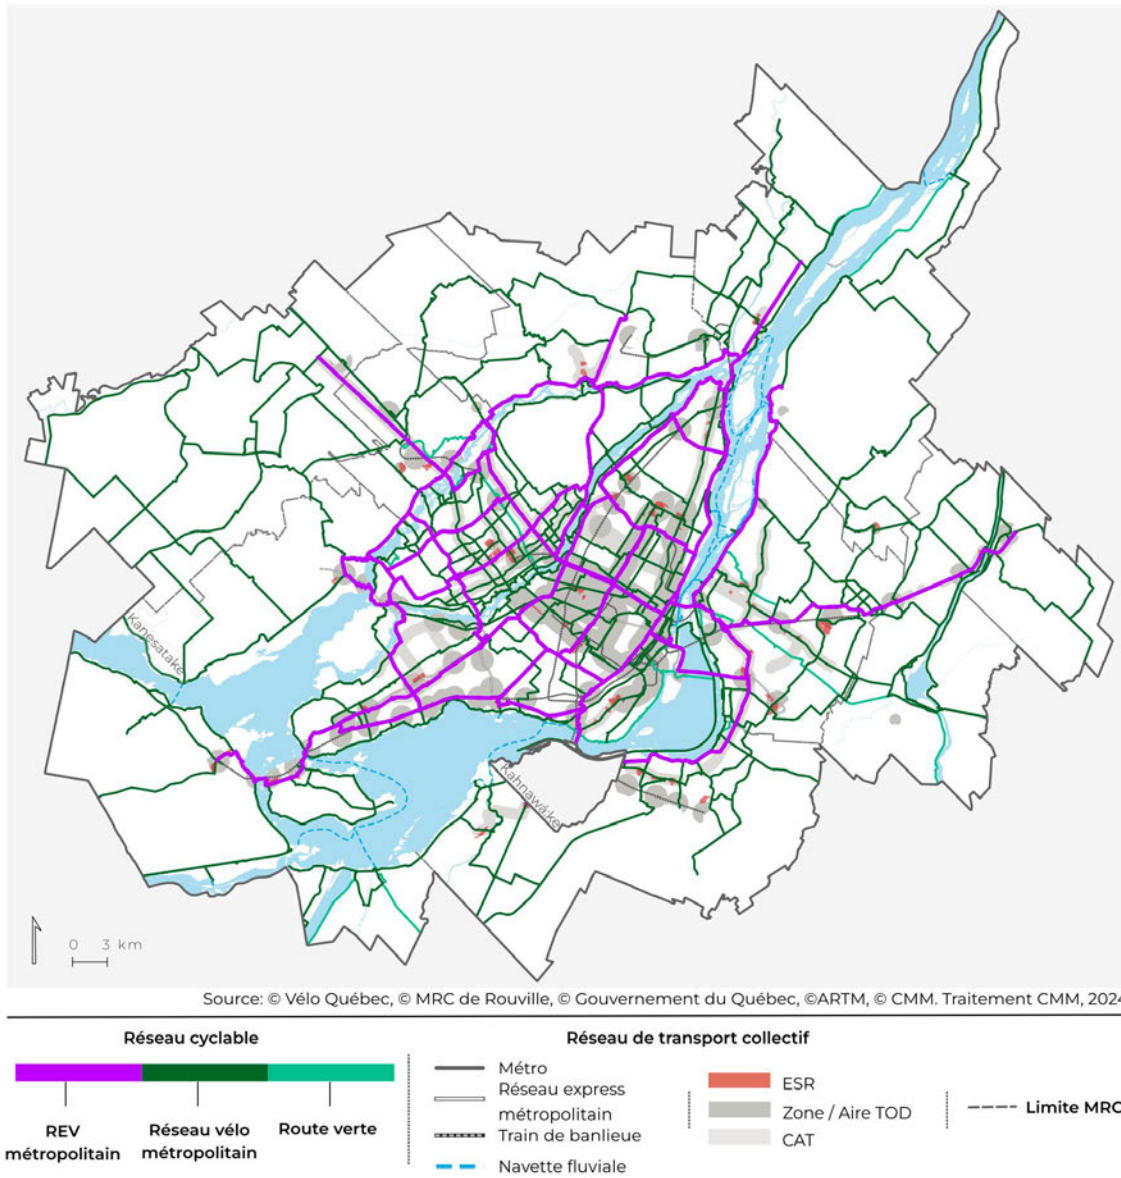 Kanesatake
Kahnawà:ke
0 3 km
Source: © Vélo Québec, © MRC de Rouville, © Gouvernement du Québec, ©ARTM, © CMM. Traitement CMM, 2024
Réseau cyclable
REV
métropolitain
Réseau vélo
métropolitain
Route verte
Réseau de transport collectif
Métro
Réseau express
métropolitain
Train de banlieue
Navette fluviale
ESR
Zone / Aire TOD
CAT
Limite MRC